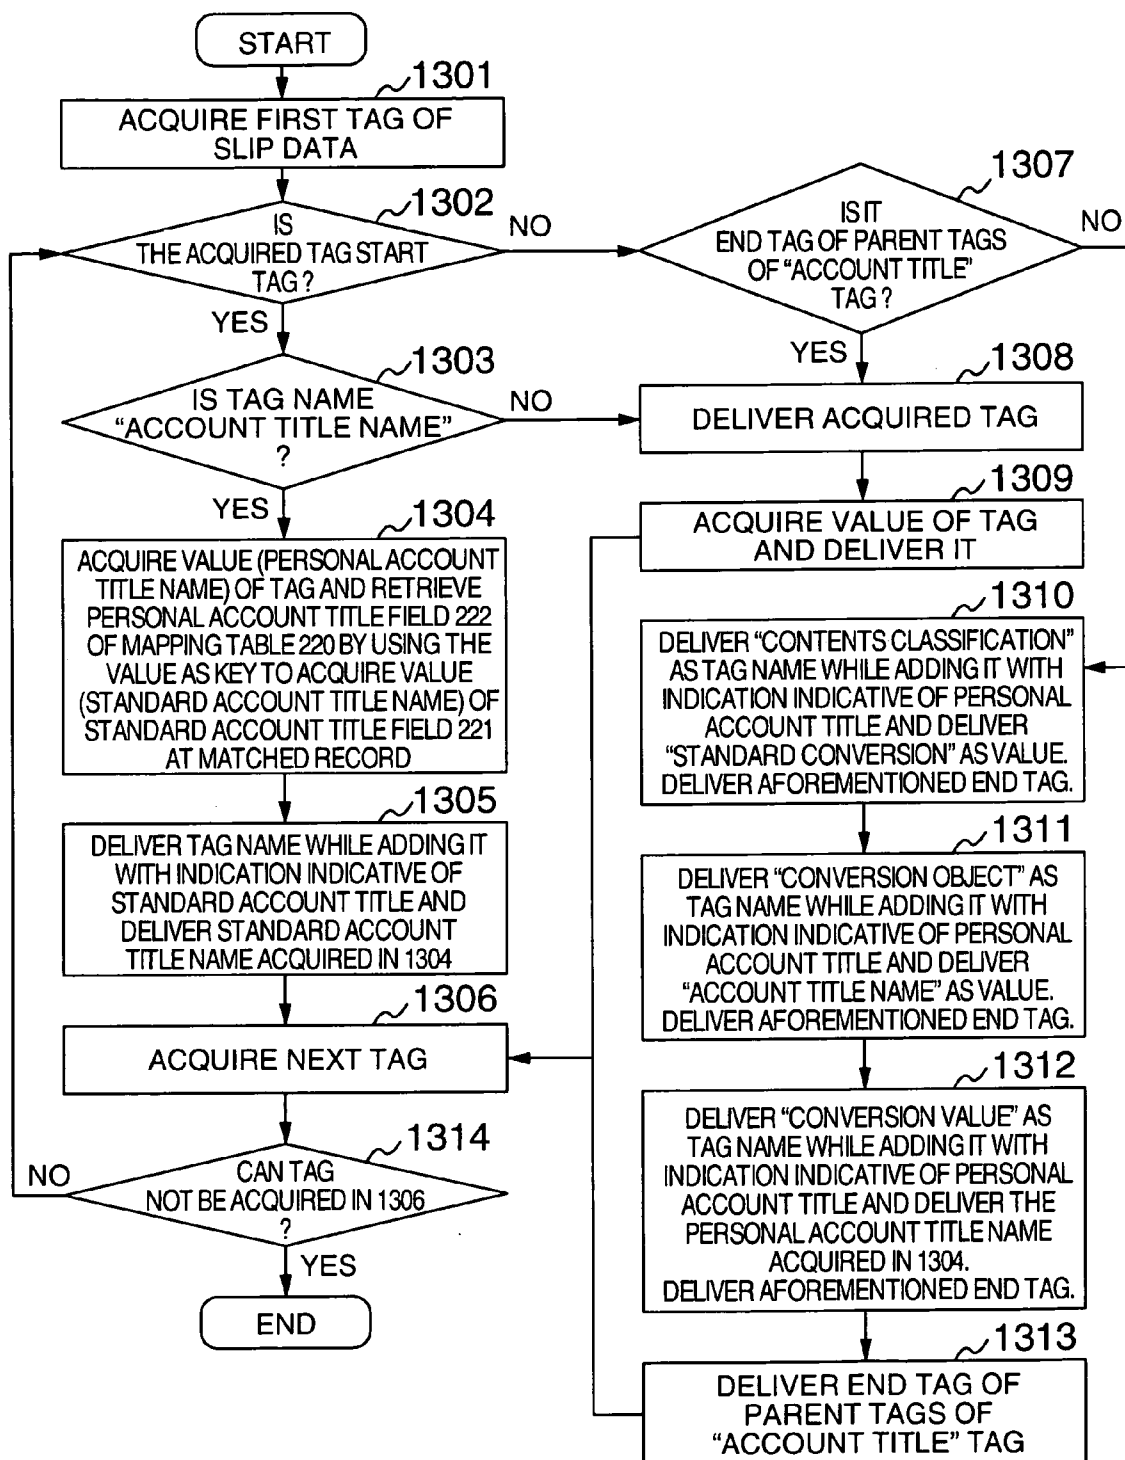 START
1301
ACQUIRE FIRST TAG OF
SLIP DATA
1302
IS
THE ACQUIRED TAG START
TAG ?
NO
YES
1303
IS TAG NAME
“ACCOUNT TITLE NAME”
?
NO
YES
1304
ACQUIRE VALUE (PERSONAL ACCOUNT
TITLE NAME) OF TAG AND RETRIEVE
PERSONAL ACCOUNT TITLE FIELD 222
OF MAPPING TABLE 220 BY USING THE
VALUE AS KEY TO ACQUIRE VALUE
(STANDARD ACCOUNT TITLE NAME) OF
STANDARD ACCOUNT TITLE FIELD 221
AT MATCHED RECORD
1305
DELIVER TAG NAME WHILE ADDING IT
WITH INDICATION INDICATIVE OF
STANDARD ACCOUNT TITLE AND
DELIVER STANDARD ACCOUNT
TITLE NAME ACQUIRED IN 1304
1306
ACQUIRE NEXT TAG
1314
NO
CAN TAG
NOT BE ACQUIRED IN 1306
?
YES
END
1307
IS IT
END TAG OF PARENT TAGS
OF “ACCOUNT TITLE”
TAG ?
NO
YES
1308
DELIVER ACQUIRED TAG
1309
ACQUIRE VALUE OF TAG
AND DELIVER IT
1310
DELIVER “CONTENTS CLASSIFICATION”
AS TAG NAME WHILE ADDING IT WITH
INDICATION INDICATIVE OF PERSONAL
ACCOUNT TITLE AND DELIVER
“STANDARD CONVERSION” AS VALUE.
DELIVER AFOREMENTIONED END TAG.
1311
DELIVER “CONVERSION OBJECT” AS
TAG NAME WHILE ADDING IT WITH
INDICATION INDICATIVE OF PERSONAL
ACCOUNT TITLE AND DELIVER
“ACCOUNT TITLE NAME” AS VALUE.
DELIVER AFOREMENTIONED END TAG.
1312
DELIVER “CONVERSION VALUE” AS
TAG NAME WHILE ADDING IT WITH
INDICATION INDICATIVE OF PERSONAL
ACCOUNT TITLE AND DELIVER THE
PERSONAL ACCOUNT TITLE NAME
ACQUIRED IN 1304.
DELIVER AFOREMENTIONED END TAG.
1313
DELIVER END TAG OF
PARENT TAGS OF
“ACCOUNT TITLE” TAG